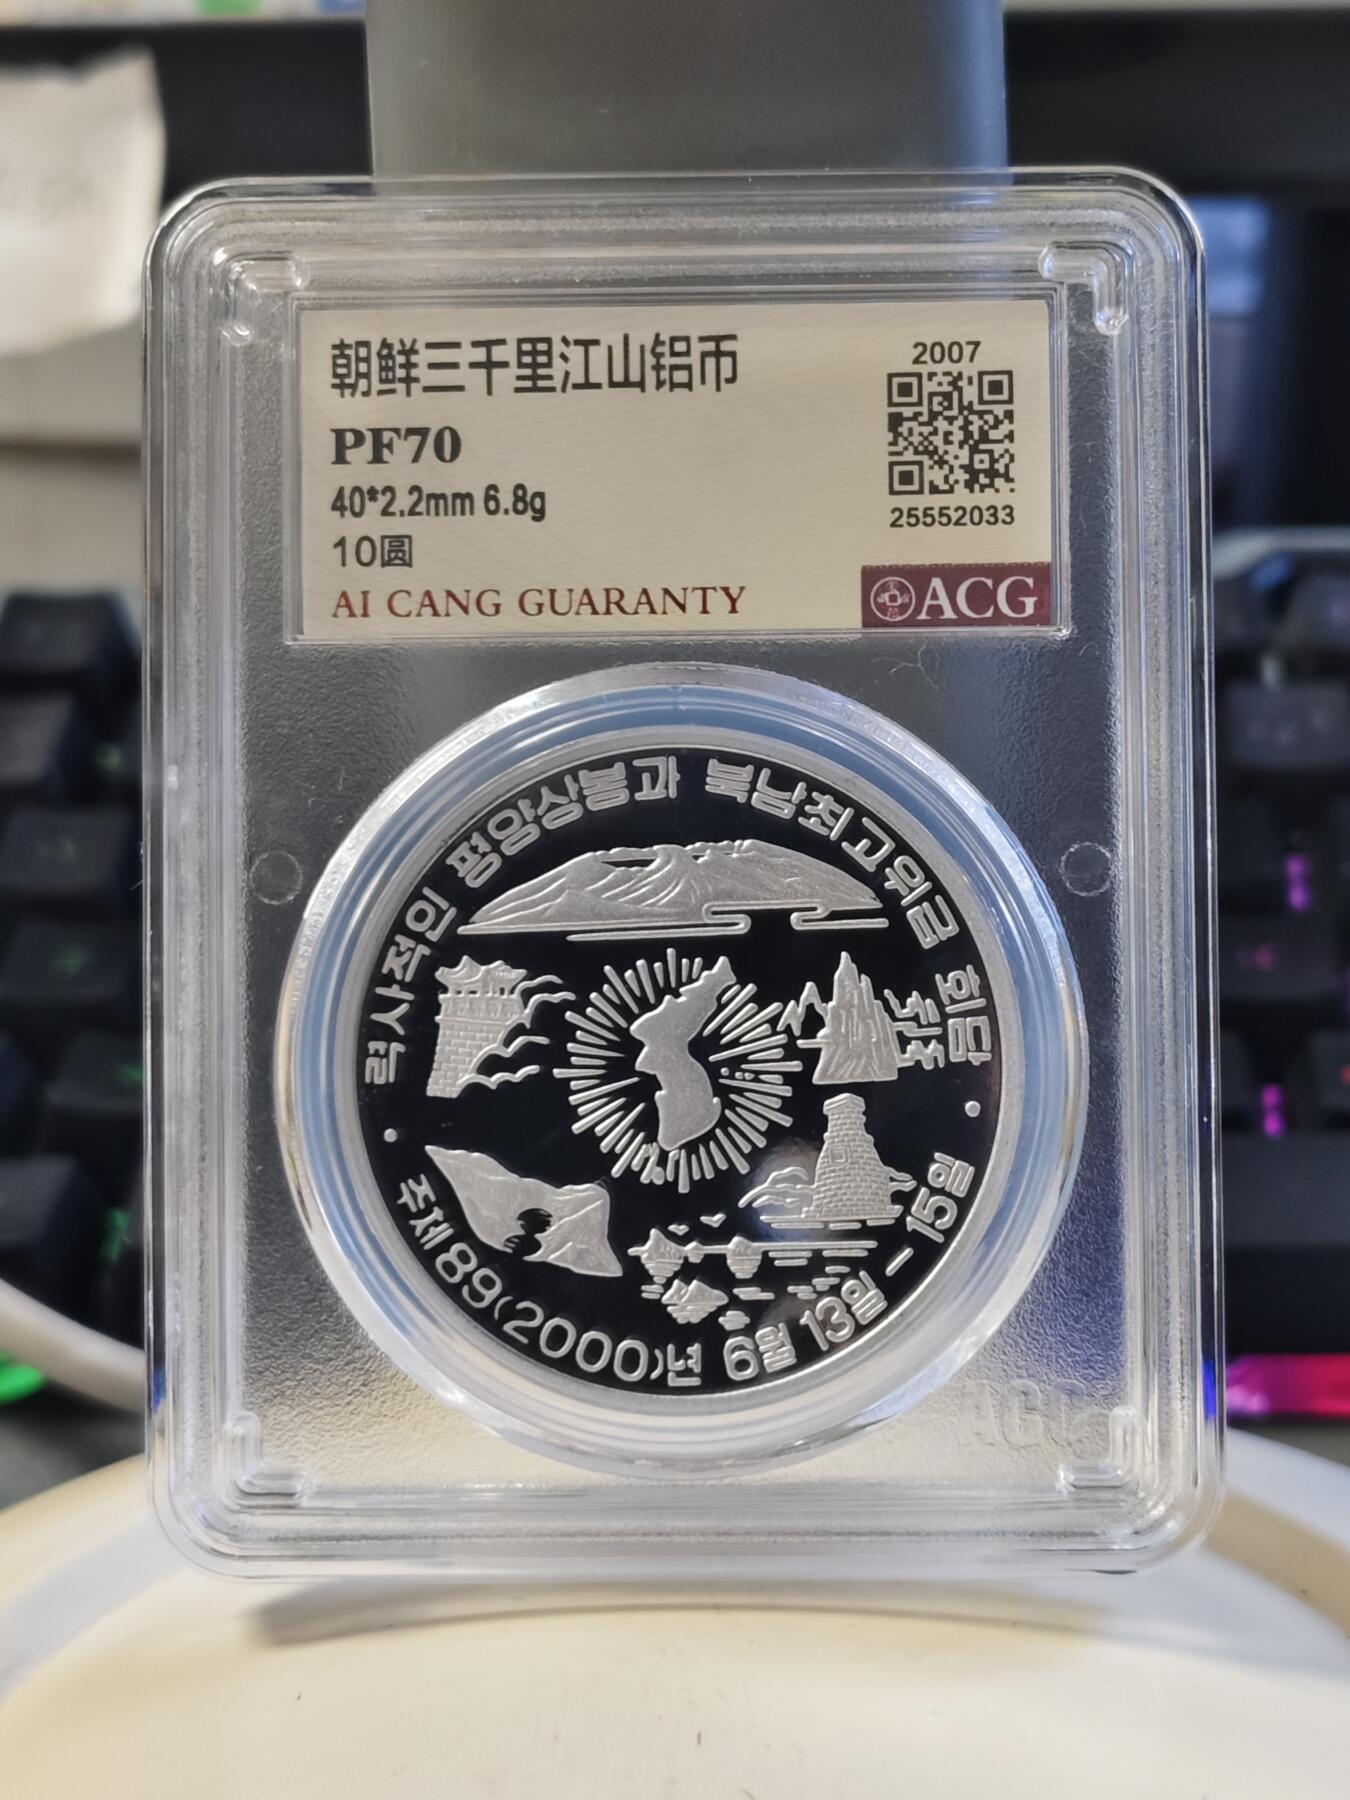 朝鲜三千里江山铝币
2007
PF70
40*2.2mm 6.8g
25552033
10圆
AI CANG GUARANTY
ACG
력사적인 평양상봉과 북남최고위급 회담
주체89(2000)년 6월 13일-15일
ACG